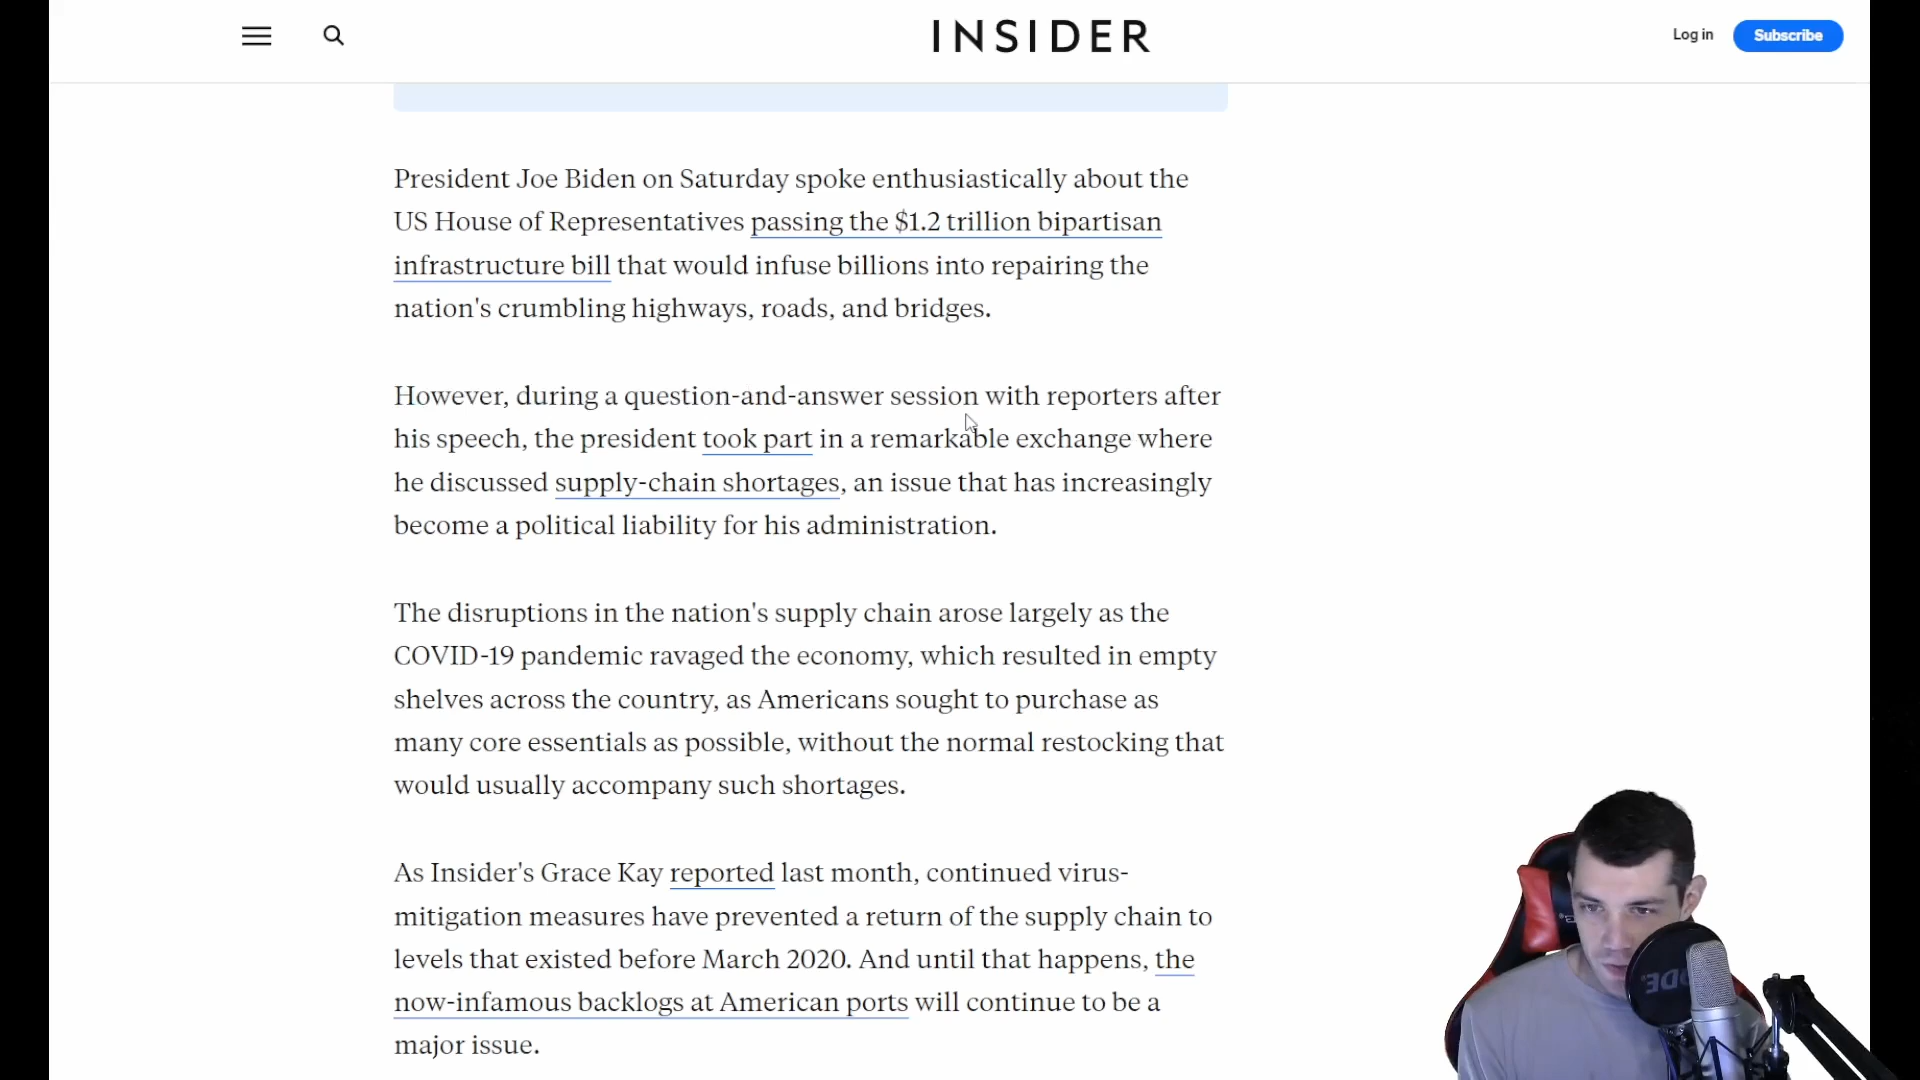 INSIDER
Log in
Subscribe
President Joe Biden on Saturday spoke enthusiastically about the
US House of Representatives passing the $1.2 trillion bipartisan
infrastructure bill that would infuse billions into repairing the
nation's crumbling highways, roads, and bridges.
However, during a question-and-answer session with reporters after
his speech, the president took part in a remarkable exchange where
he discussed supply-chain shortages, an issue that has increasingly
become a political liability for his administration.
The disruptions in the nation's supply chain arose largely as the
COVID-19 pandemic ravaged the economy, which resulted in empty
shelves across the country, as Americans sought to purchase as
many core essentials as possible, without the normal restocking that
would usually accompany such shortages.
As Insider's Grace Kay reported last month, continued virus-
mitigation measures have prevented a return of the supply chain to
levels that existed before March 2020. And until that happens, the
now-infamous backlogs at American ports will continue to be a
major issue.